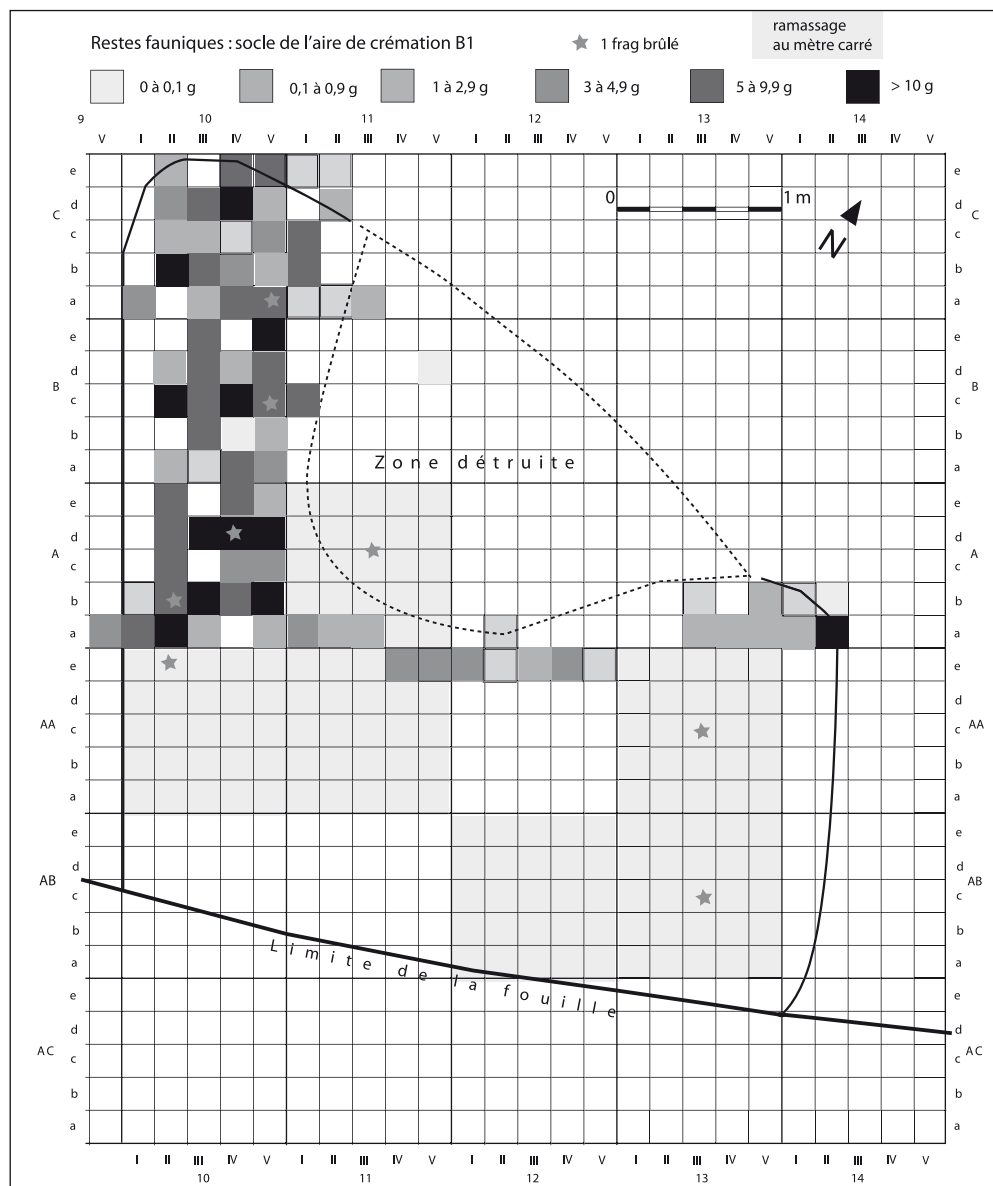 Restes fauniques : socle de l'aire de crémation B1
1 frag brûlé
ramassage
au mètre carré
0 à 0,1 g
0,1 à 0,9 g
1 à 2,9 g
3 à 4,9 g
5 à 9,9 g
> 10 g
9 10 11 12 13 14
V I II III IV V I II III IV V I II III IV V I II III IV V I II III IV V
e e
d d
C C
c c
b b
a a
e e
d d
B B
c c
b b
a a
e e
d d
A A
c c
b b
a a
e e
d d
AA AA
c c
b b
a a
e e
d d
AB AB
c c
b b
a a
e e
d d
AC AC
c c
b b
a a
0 1 m
N
Zone détruite
Limite de la fouille
I II III IV V I II III IV V I II III IV V I II III IV V I II III IV V
10 11 12 13 14